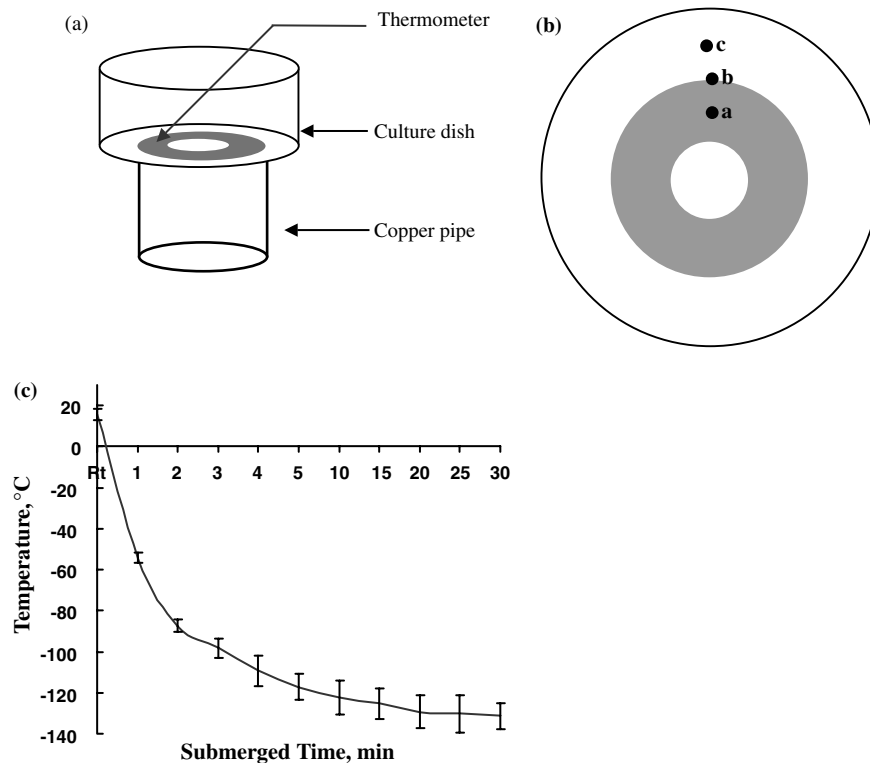 (a)
Thermometer
Culture dish
Copper pipe
(b)
c
b
a
(c)
20
0
-20
-40
-60
-80
-100
-120
-140
Rt 1 2 3 4 5 10 15 20 25 30
Temperature, °C
Submerged Time, min